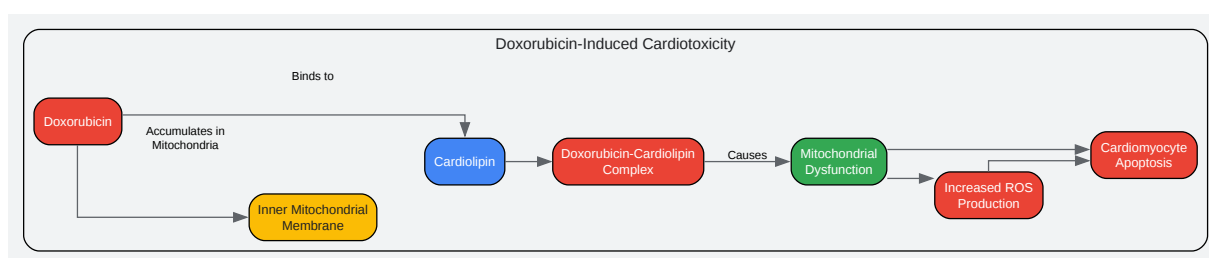 Doxorubicin-Induced Cardiotoxicity
Binds to
Doxorubicin
Accumulates in
Mitochondria
Cardiolipin
Doxorubicin-Cardiolipin
Complex
Causes
Mitochondrial
Dysfunction
Cardiomyocyte
Apoptosis
Increased ROS
Production
Inner Mitochondrial
Membrane